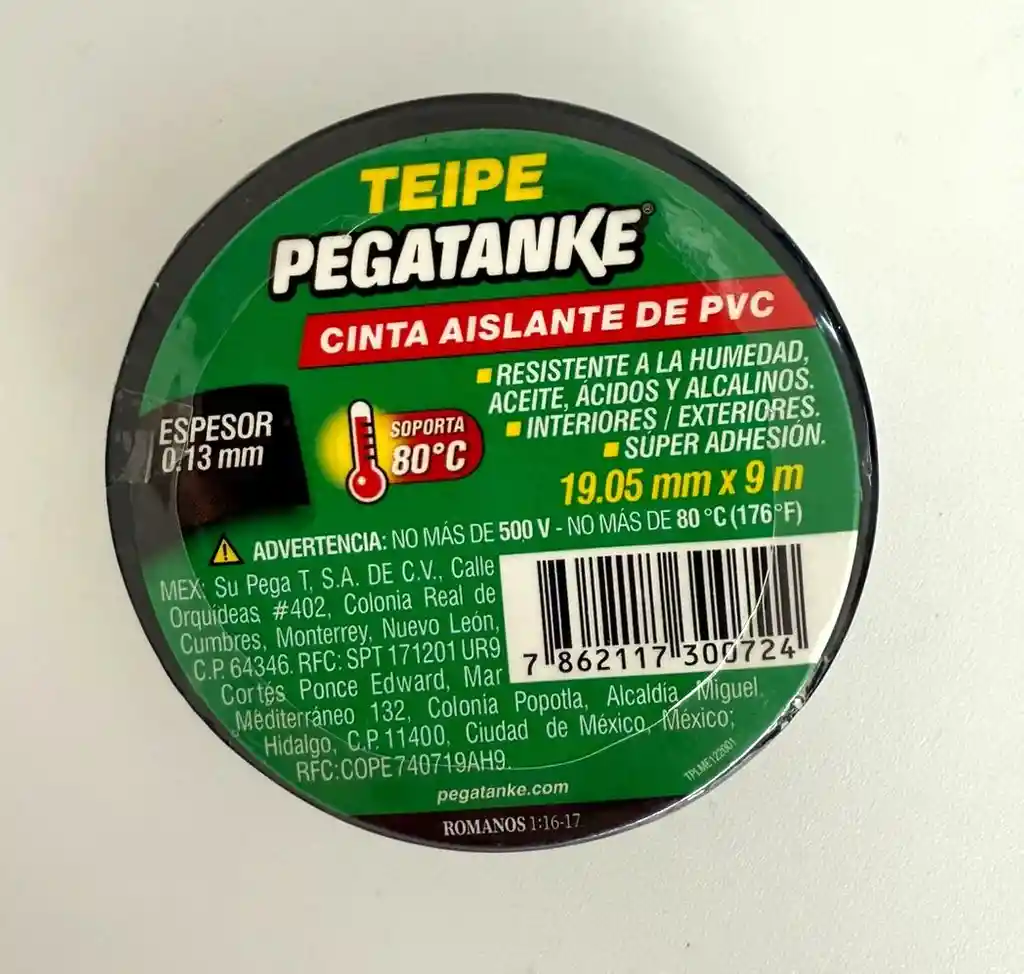 TEIPE
PEGATANKE®
CINTA AISLANTE DE PVC
RESISTENTE A LA HUMEDAD,
ACEITE, ÁCIDOS Y ALCALINOS.
INTERIORES / EXTERIORES.
SÚPER ADHESIÓN.
ESPESOR
0.13 mm
SOPORTA
80°C
19.05 mm x 9 m
ADVERTENCIA: NO MÁS DE 500 V - NO MÁS DE 80 °C (176°F)
MEX: Su Pega T, S.A. DE C.V., Calle
Orquídeas #402, Colonia Real de
Cumbres, Monterrey, Nuevo León,
C.P. 64346. RFC: SPT 171201 UR9
Cortés Ponce Edward, Mar
Méditerráneo 132, Colonia Popotla, Alcaldía Miguel
Hidalgo, C.P. 11400, Ciudad de México, México;
RFC:COPE740719AH9.
7 862117 300724
TPLME122001
pegatanke.com
ROMANOS 1:16-17